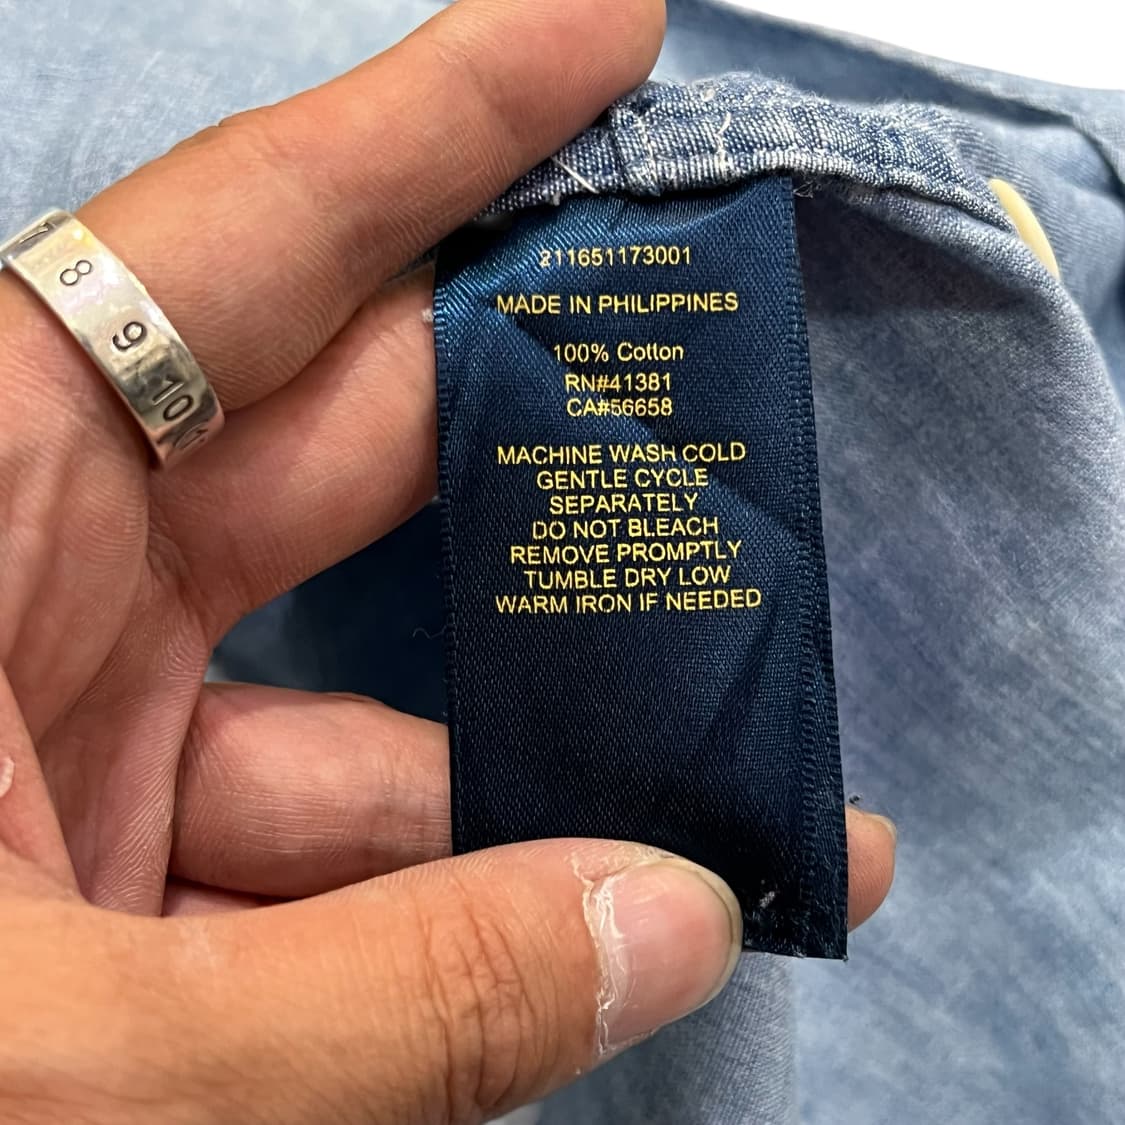 7
8
9
10
211651173001
MADE IN PHILIPPINES
100% Cotton
RN#41381
CA#56658
MACHINE WASH COLD
GENTLE CYCLE
SEPARATELY
DO NOT BLEACH
REMOVE PROMPTLY
TUMBLE DRY LOW
WARM IRON IF NEEDED